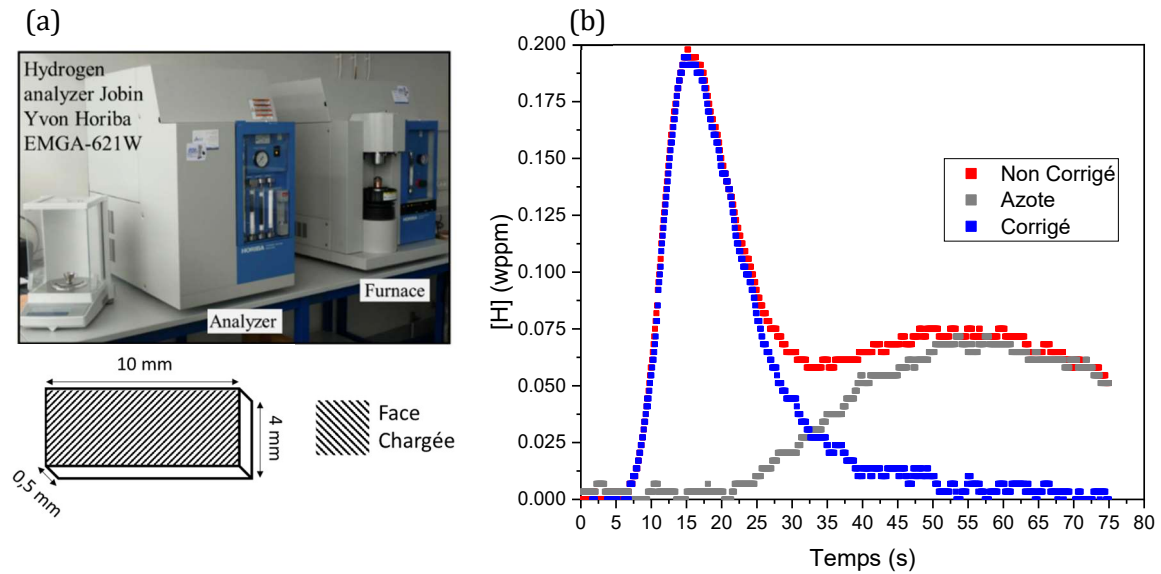 (a)
Hydrogen
analyzer Jobin
Yvon Horiba
EMGA-621W
HORIBA
Furnace
Analyzer
10 mm
4 mm
0,5 mm
Face
Chargée
(b)
0.200
0.175
0.150
0.125
0.100
0.075
0.050
0.025
0.000
[H] (wppm)
Non Corrigé
Azote
Corrigé
0 5 10 15 20 25 30 35 40 45 50 55 60 65 70 75 80
Temps (s)